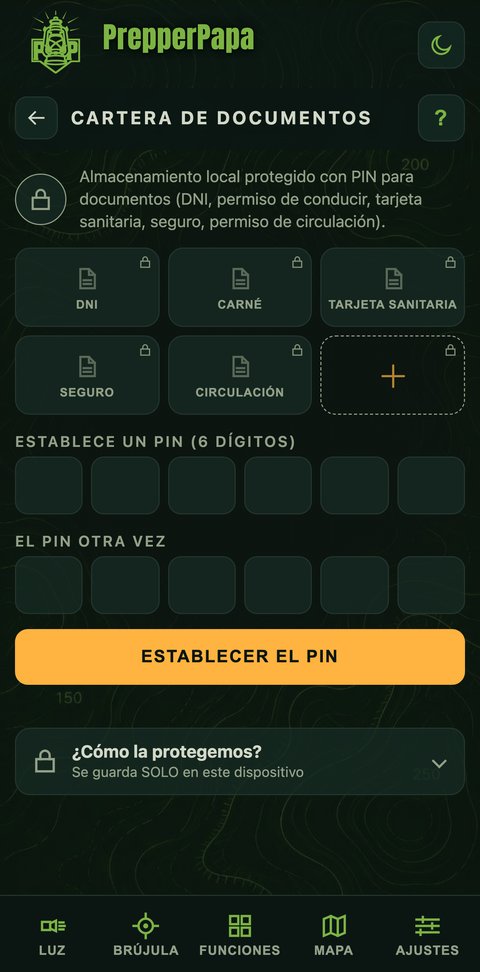 PrepperPapa
CARTERA DE DOCUMENTOS
?
200
Almacenamiento local protegido con PIN para
documentos (DNI, permiso de conducir, tarjeta
sanitaria, seguro, permiso de circulación).
DNI
CARNÉ
TARJETA SANITARIA
SEGURO
CIRCULACIÓN
ESTABLECE UN PIN (6 DÍGITOS)
EL PIN OTRA VEZ
ESTABLECER EL PIN
150
¿Cómo la protegemos?
Se guarda SOLO en este dispositivo
250
LUZ
BRÚJULA
FUNCIONES
MAPA
AJUSTES